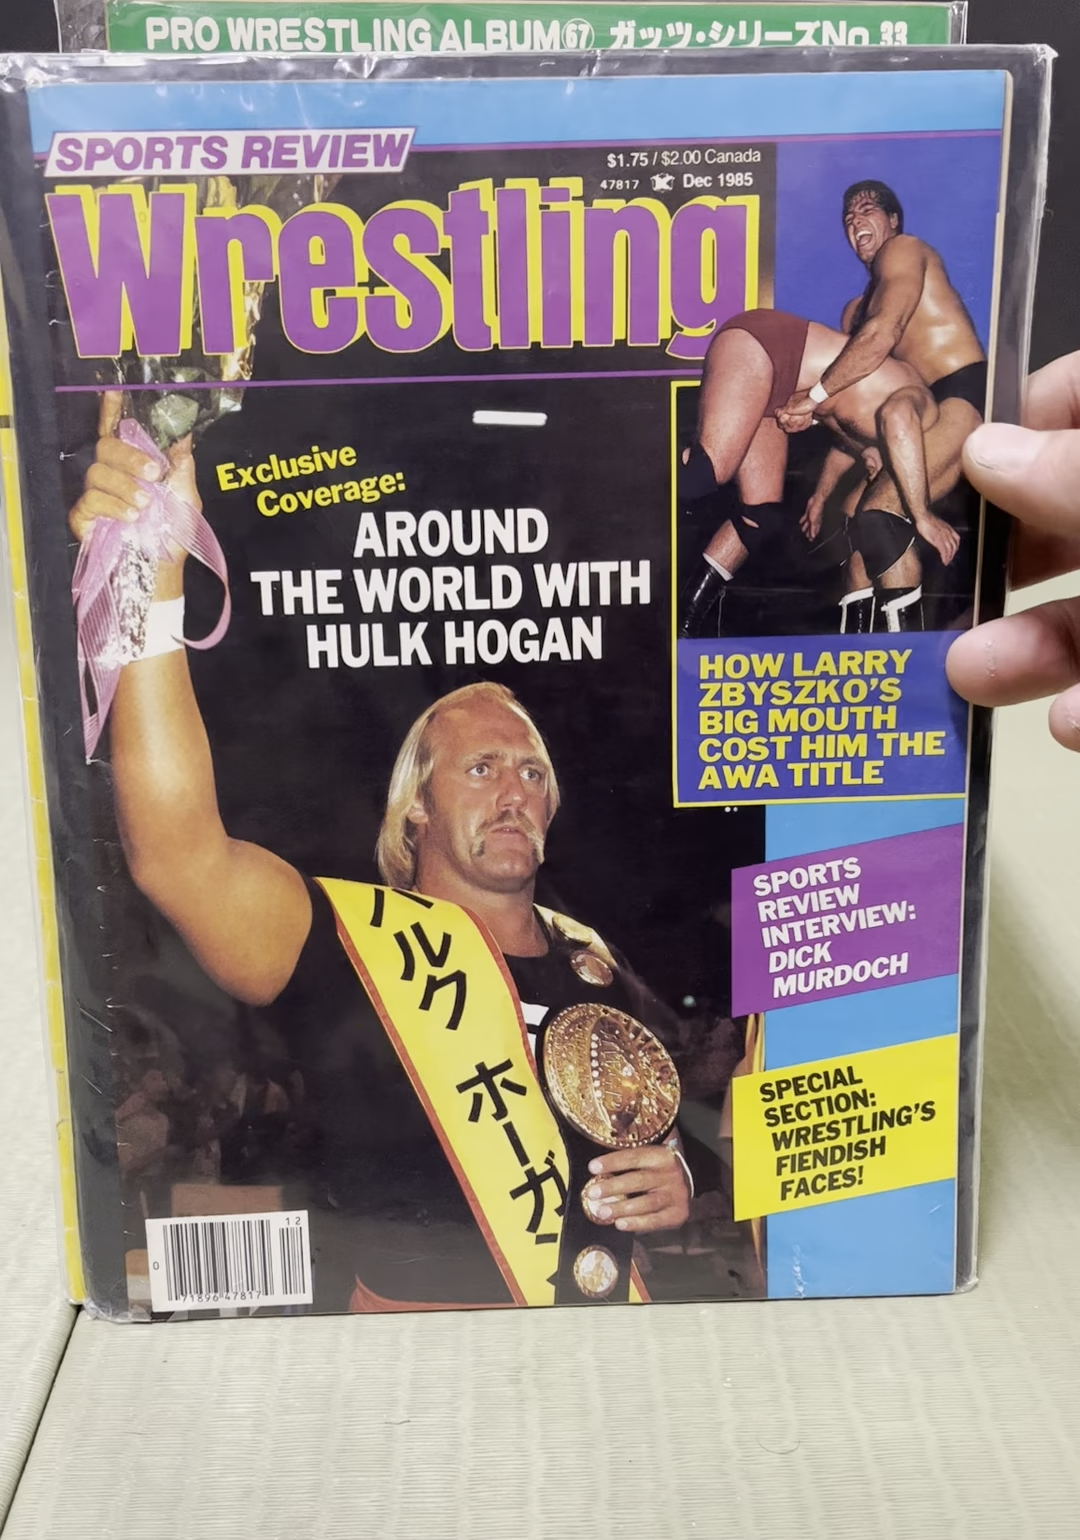 PRO WRESTLING ALBUM㊿ ガッツ・シリーズNo.33
SPORTS REVIEW
Wrestling
$1.75 / $2.00 Canada
47817 Dec 1985
Exclusive
Coverage:
AROUND
THE WORLD WITH
HULK HOGAN
HOW LARRY
ZBYSZKO'S
BIG MOUTH
COST HIM THE
AWA TITLE
SPORTS
REVIEW
INTERVIEW:
DICK
MURDOCH
SPECIAL
SECTION:
WRESTLING'S
FIENDISH
FACES!
ハルク ホーガン
12
0
71896 47817